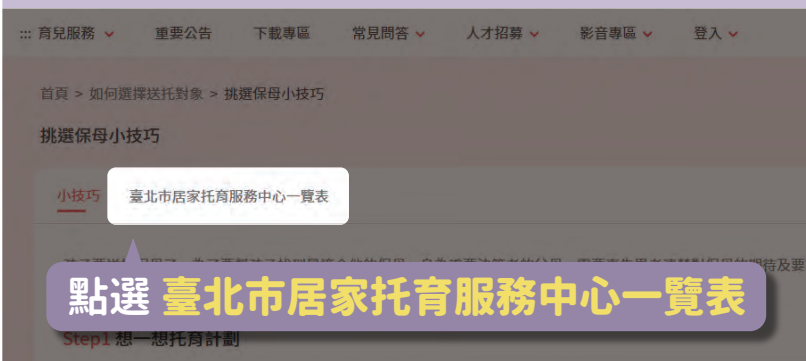 ::: 育兒服務 重要公告 下載專區 常見問答 人才招募 影音專區 登入
首頁 > 如何選擇送托對象 > 挑選保母小技巧
挑選保母小技巧
小技巧 臺北市居家托育服務中心一覽表
期待及要
點選 臺北市居家托育服務中心一覽表
Step1 想一想托育計劃